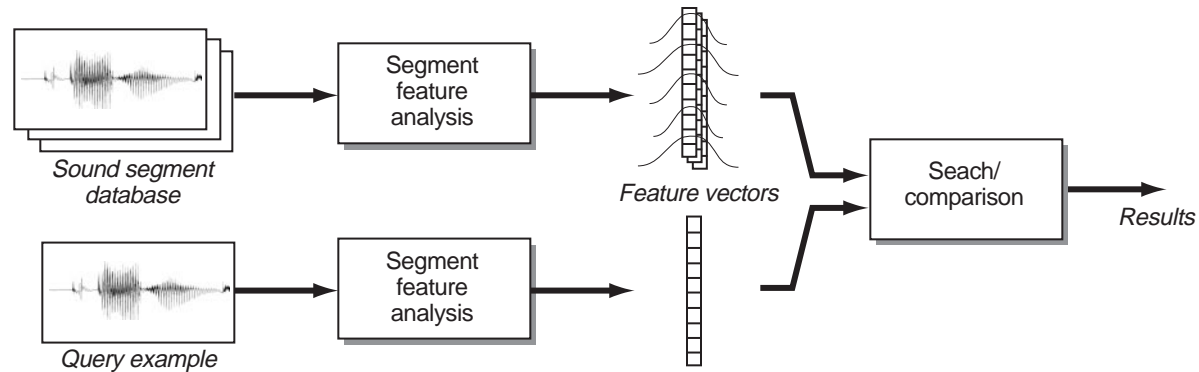 Segment
feature
analysis
Sound segment
database
Feature vectors
Seach/
comparison
Results
Segment
feature
analysis
Query example